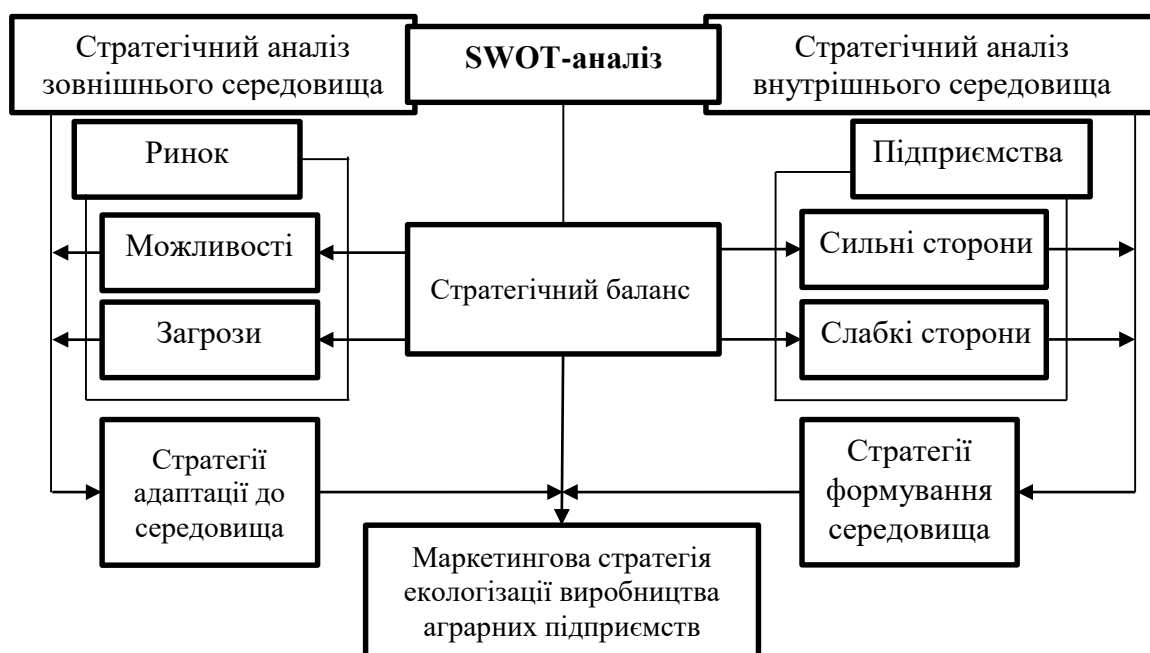 Стратегічний аналіз
зовнішнього середовища
SWOT-аналіз
Стратегічний аналіз
внутрішнього середовища
Ринок
Підприємства
Можливості
Стратегічний баланс
Сильні сторони
Загрози
Слабкі сторони
Стратегії
адаптації до
середовища
Стратегії
формування
середовища
Маркетингова стратегія
екологізації виробництва
аграрних підприємств